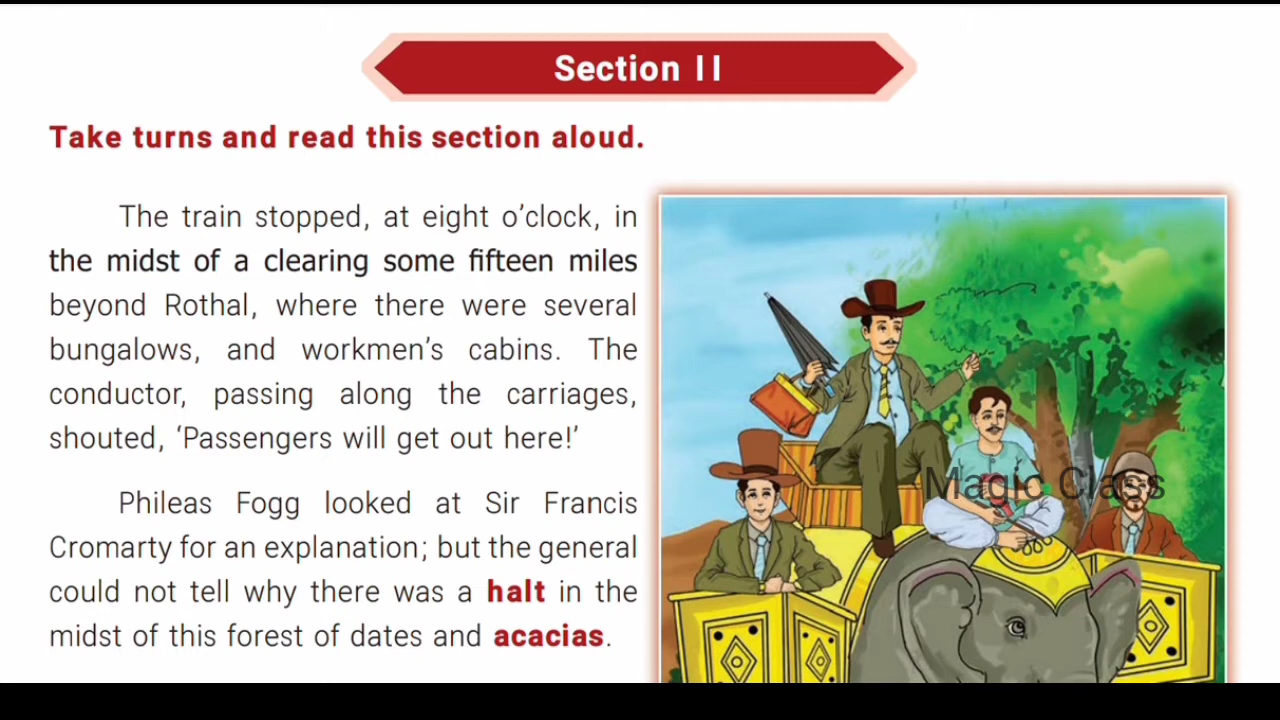 Section II
Take turns and read this section aloud.
The train stopped, at eight o’clock, in
the midst of a clearing some fifteen miles
beyond Rothal, where there were several
bungalows, and workmen’s cabins. The
conductor, passing along the carriages,
shouted, ‘Passengers will get out here!’
Phileas Fogg looked at Sir Francis
Cromarty for an explanation; but the general
could not tell why there was a halt in the
midst of this forest of dates and acacias.
Magic Class